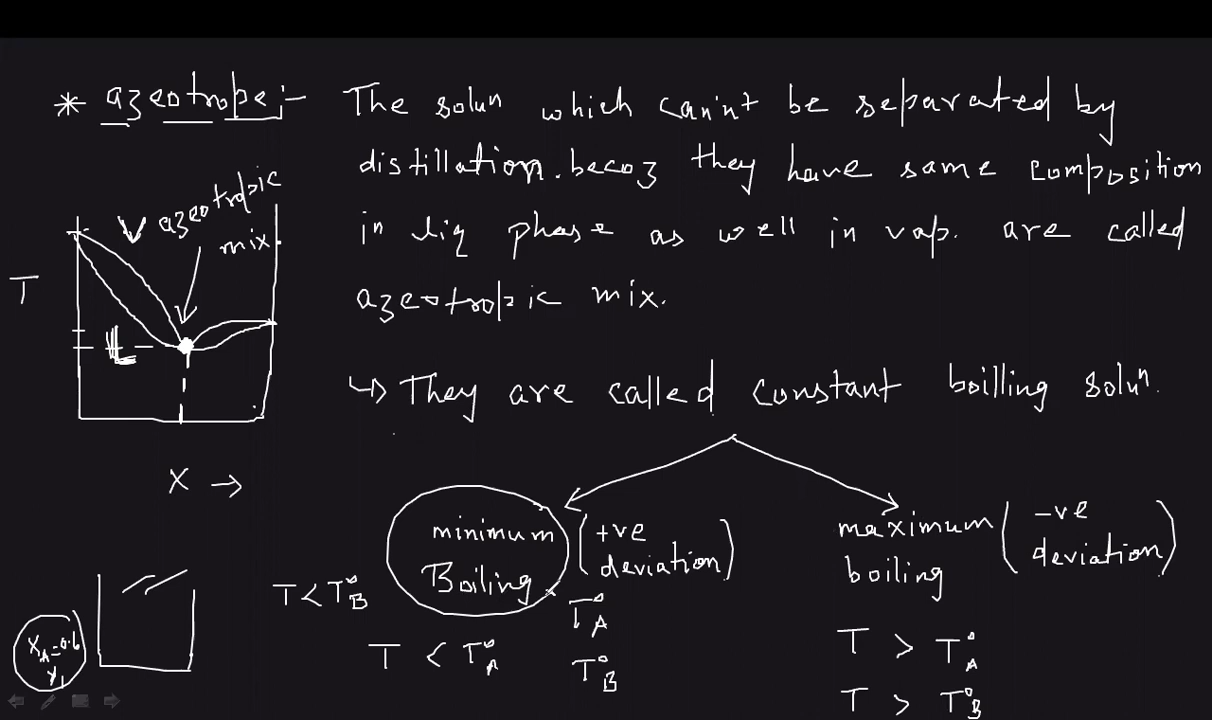 * azeotrope :- The solun which can't be separated by
distillation. becoz they have same composition
in liq phase as well in vap. are called
azeotropic mix.
V azeotropic
mix.
T
L
X →
↳ They are called constant boilling solun.
minimum (+ve
Boiling deviation)
maximum (-ve
boiling deviation)
T < T°B
T < T°A
T°A
T°B
T > T°A
T > T°B
XA = 0.6